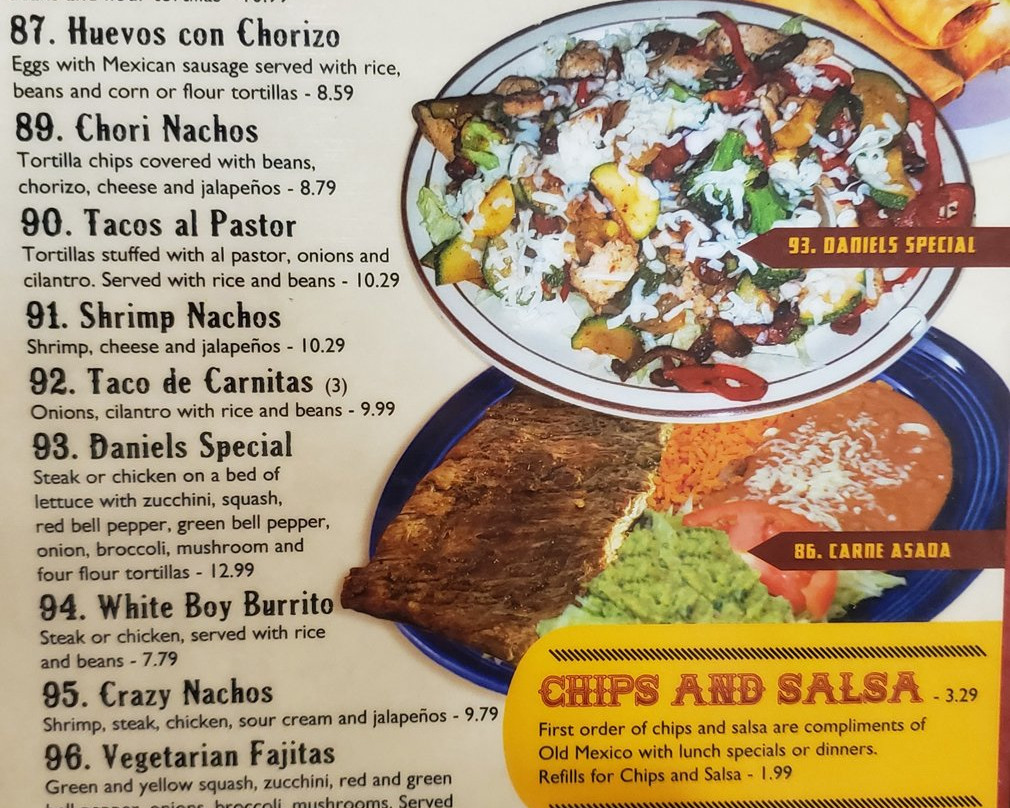 87. Huevos con Chorizo
Eggs with Mexican sausage served with rice,
beans and corn or flour tortillas - 8.59
89. Chori Nachos
Tortilla chips covered with beans,
chorizo, cheese and jalapeños - 8.79
90. Tacos al Pastor
Tortillas stuffed with al pastor, onions and
cilantro. Served with rice and beans - 10.29
91. Shrimp Nachos
Shrimp, cheese and jalapeños - 10.29
92. Taco de Carnitas (3)
Onions, cilantro with rice and beans - 9.99
93. Daniels Special
Steak or chicken on a bed of
lettuce with zucchini, squash,
red bell pepper, green bell pepper,
onion, broccoli, mushroom and
four flour tortillas - 12.99
94. White Boy Burrito
Steak or chicken, served with rice
and beans - 7.79
95. Crazy Nachos
Shrimp, steak, chicken, sour cream and jalapeños - 9.79
96. Vegetarian Fajitas
Green and yellow squash, zucchini, red and green
bell pepper, onions, broccoli, mushrooms. Served
93. DANIELS SPECIAL
86. CARNE ASADA
CHIPS AND SALSA - 3.29
First order of chips and salsa are compliments of
Old Mexico with lunch specials or dinners.
Refills for Chips and Salsa - 1.99